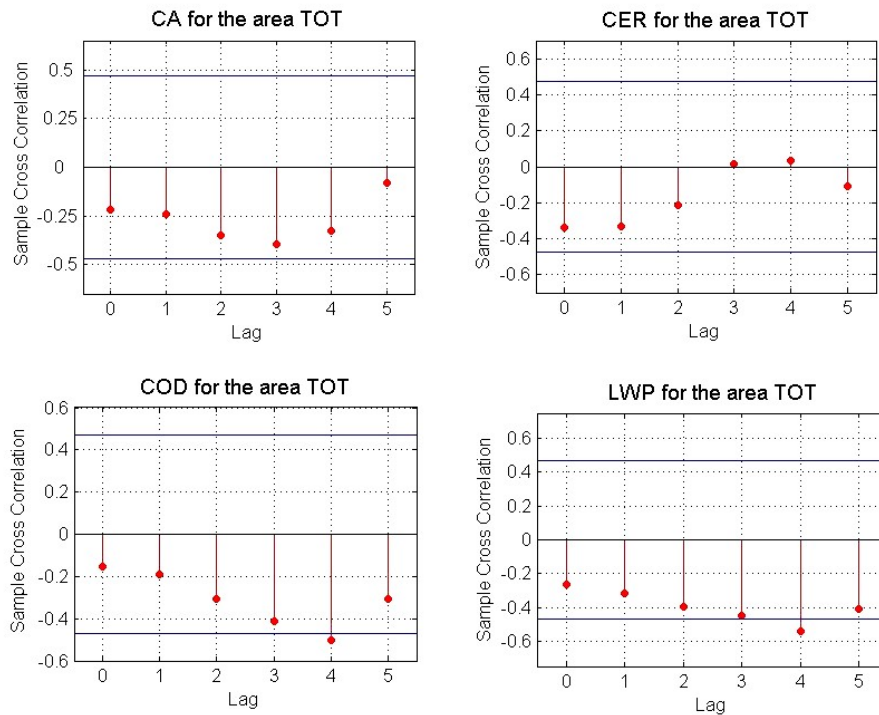 CA for the area TOT
Sample Cross Correlation
0.5
0.25
0
-0.25
-0.5
0 1 2 3 4 5
Lag
CER for the area TOT
Sample Cross Correlation
0.6
0.4
0.2
0
-0.2
-0.4
-0.6
0 1 2 3 4 5
Lag
COD for the area TOT
Sample Cross Correlation
0.6
0.4
0.2
0
-0.2
-0.4
-0.6
0 1 2 3 4 5
Lag
LWP for the area TOT
Sample Cross Correlation
0.6
0.4
0.2
0
-0.2
-0.4
-0.6
0 1 2 3 4 5
Lag